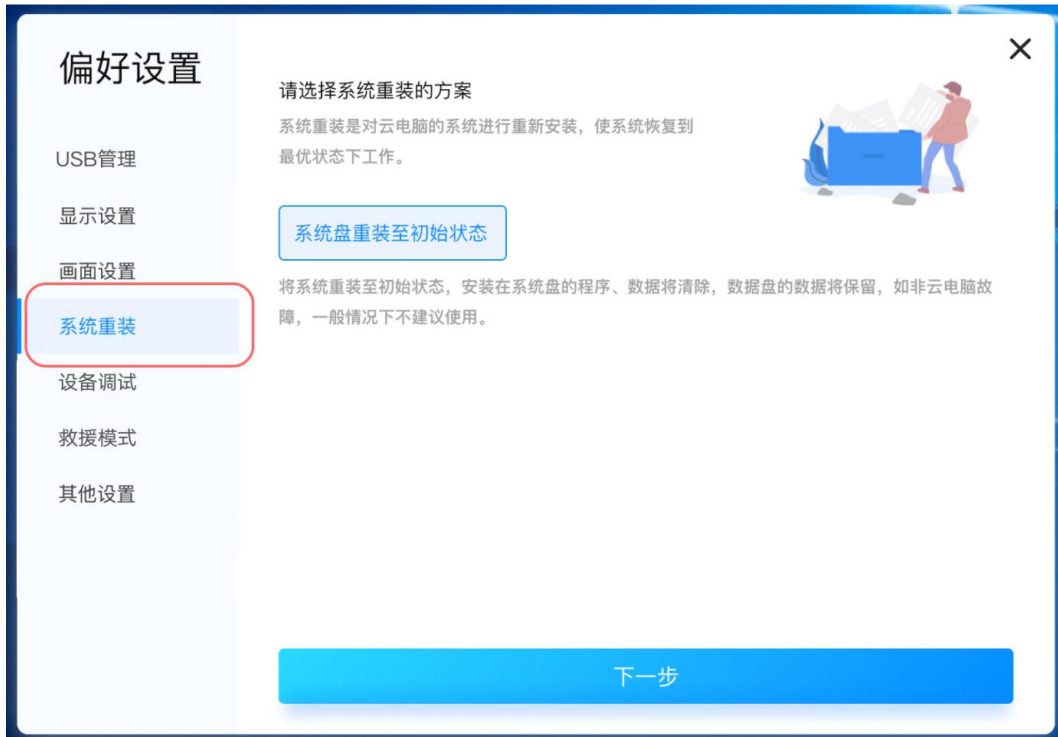 偏好设置
USB管理
显示设置
画面设置
系统重装
设备调试
救援模式
其他设置
请选择系统重装的方案
系统重装是对云电脑的系统进行重新安装，使系统恢复到
最优状态下工作。
系统盘重装至初始状态
将系统重装至初始状态，安装在系统盘的程序、数据将清除，数据盘的数据将保留，如非云电脑故
障，一般情况下不建议使用。
下一步